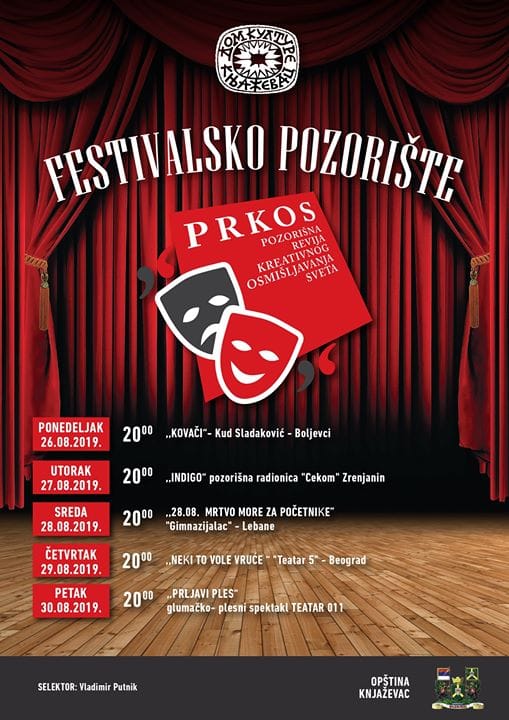 ДОМ КУЛТУРЕ
КЊАЖЕВАЦ
FESTIVALSKO POZORIŠTE
PRKOS
POZORIŠNA
REVIJA
KREATIVNOG
OSMIŠLJAVANJA
SVETA
PONEDELJAK
26.08.2019.
20⁰⁰ „KOVAČI“- Kud Sladaković - Boljevci
UTORAK
27.08.2019.
20⁰⁰ „INDIGO“ pozorišna radionica "Cekom" Zrenjanin
SREDA
28.08.2019.
20⁰⁰ „28.08. MRTVO MORE ZA POČETNIKE“
"Gimnazijalac" - Lebane
ČETVRTAK
29.08.2019.
20⁰⁰ „NEKI TO VOLE VRUĆE “ "Teatar 5" - Beograd
PETAK
30.08.2019.
20⁰⁰ „PRLJAVI PLES“
glumačko- plesni spektakl TEATAR 011
SELEKTOR: Vladimir Putnik
OPŠTINA
KNJAŽEVAC